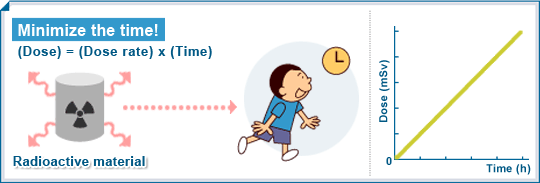 Minimize the time!
(Dose) = (Dose rate) x (Time)
Radioactive material
Dose (mSv)
0
Time (h)